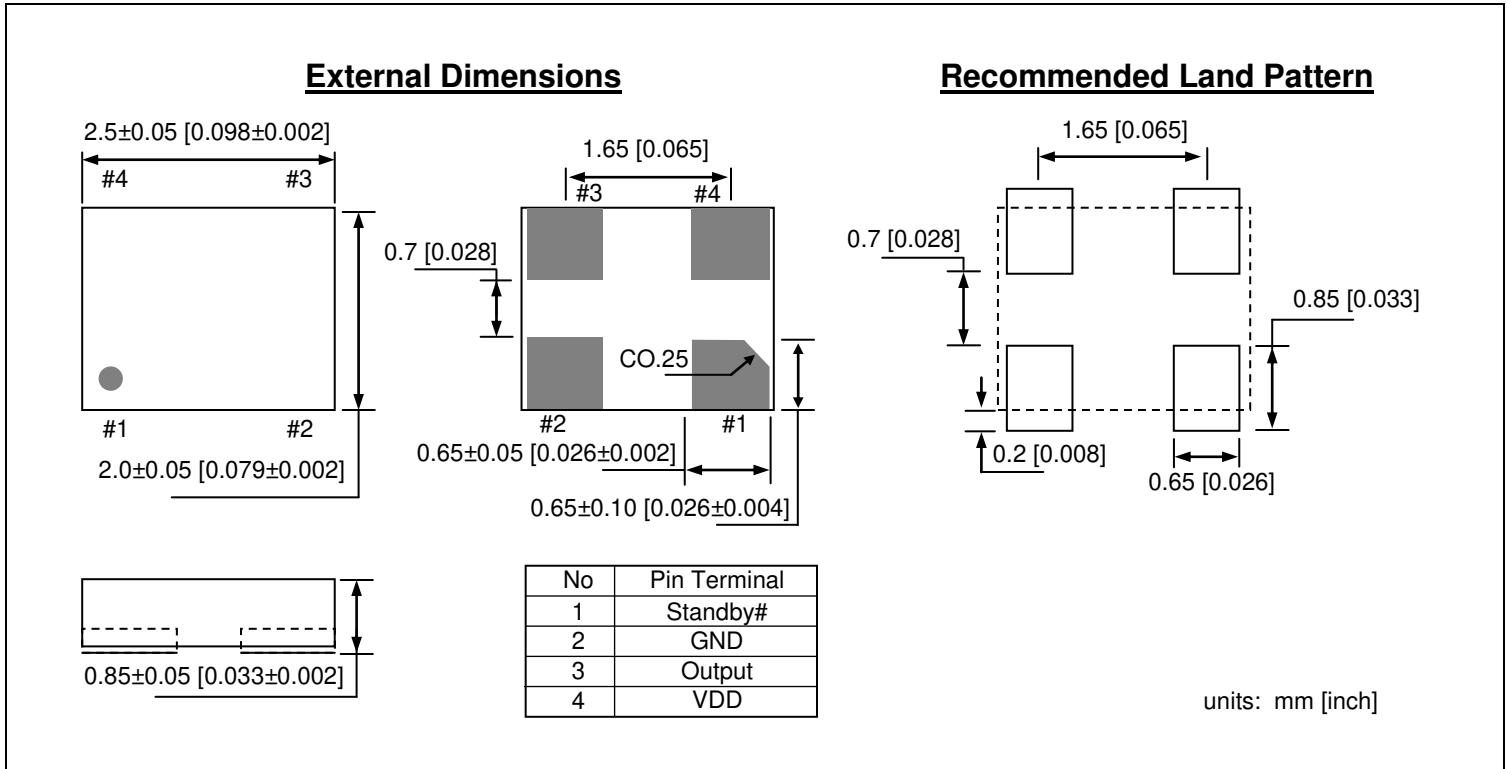 External Dimensions
Recommended Land Pattern
2.5±0.05 [0.098±0.002]
#4 #3
#1 #2
2.0±0.05 [0.079±0.002]
1.65 [0.065]
#3 #4
0.7 [0.028]
CO.25
#2 #1
0.65±0.05 [0.026±0.002]
0.65±0.10 [0.026±0.004]
1.65 [0.065]
0.7 [0.028]
0.85 [0.033]
0.2 [0.008]
0.65 [0.026]
0.85±0.05 [0.033±0.002]
No Pin Terminal
1 Standby#
2 GND
3 Output
4 VDD
units: mm [inch]